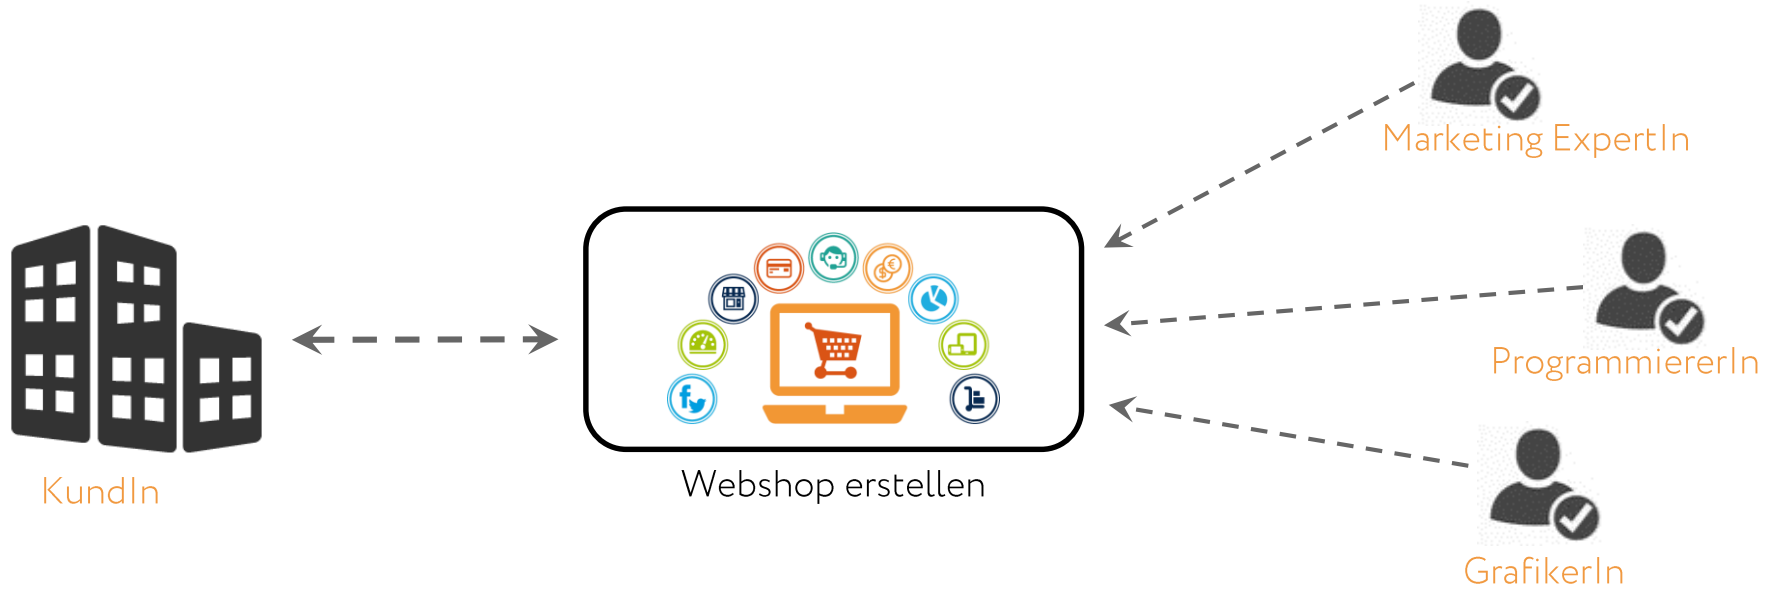 Marketing ExpertIn
ProgrammiererIn
KundIn
Webshop erstellen
GrafikerIn